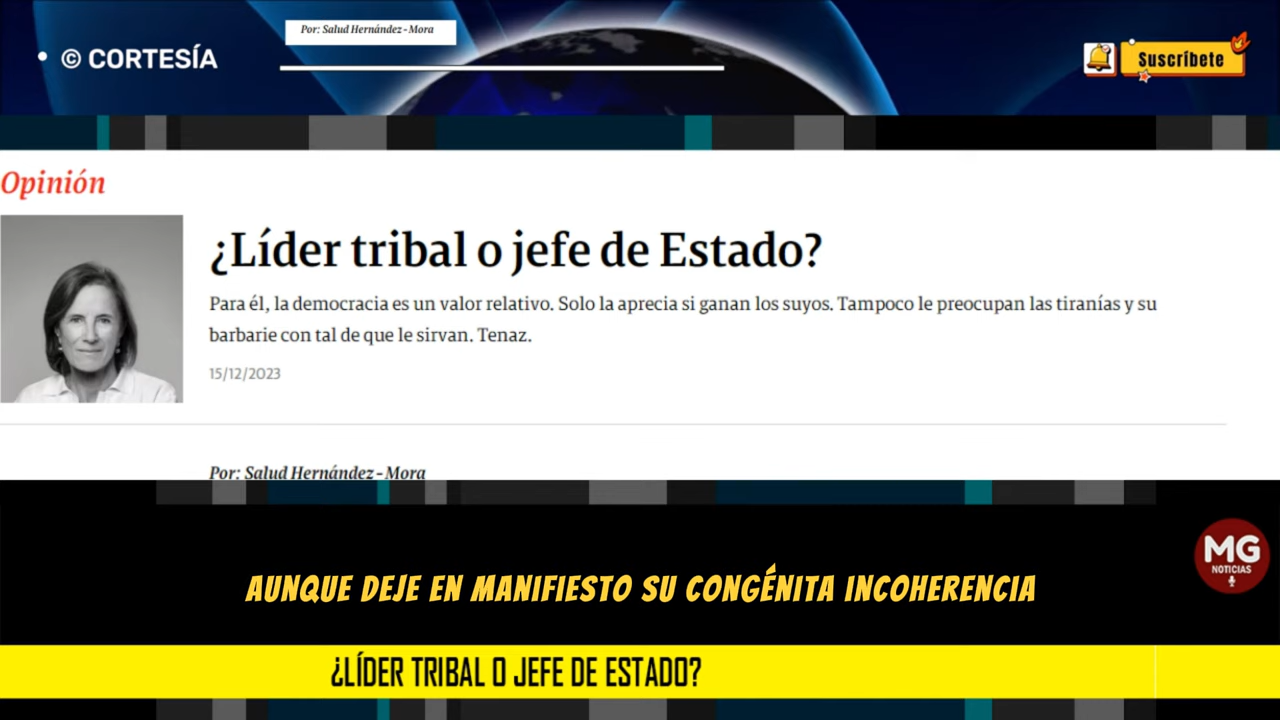 Por: Salud Hernández-Mora
© CORTESÍA
Suscríbete
Opinión
¿Líder tribal o jefe de Estado?
Para él, la democracia es un valor relativo. Solo la aprecia si ganan los suyos. Tampoco le preocupan las tiranías y su
barbarie con tal de que le sirvan. Tenaz.
15/12/2023
Por: Salud Hernández-Mora
MG
NOTICIAS
AUNQUE DEJE EN MANIFIESTO SU CONGÉNITA INCOHERENCIA
¿LÍDER TRIBAL O JEFE DE ESTADO?